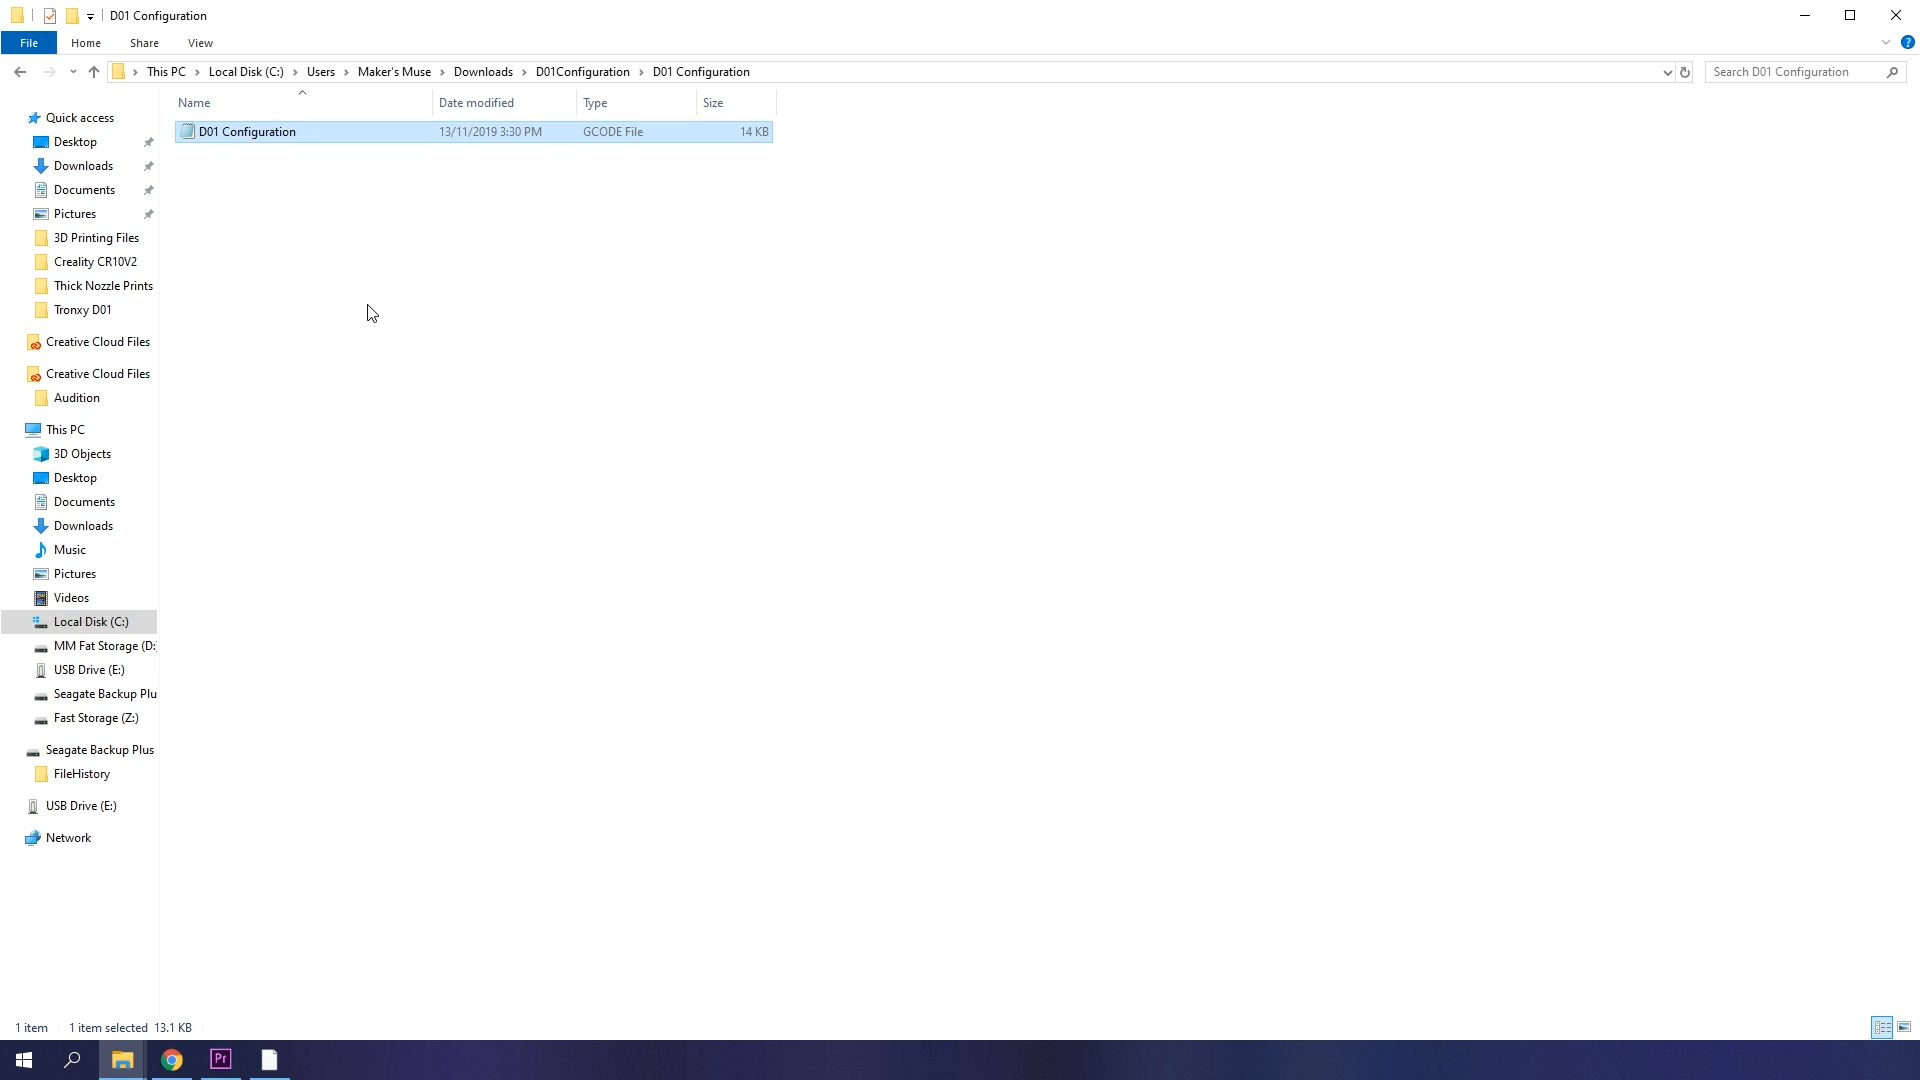 D01 Configuration
File Home Share View
This PC Local Disk (C:) Users Maker's Muse Downloads D01Configuration D01 Configuration Search D01 Configuration
Name Date modified Type Size
D01 Configuration 13/11/2019 3:30 PM GCODE File 14 KB
Quick access
Desktop
Downloads
Documents
Pictures
3D Printing Files
Creality CR10V2
Thick Nozzle Prints
Tronxy D01
Creative Cloud Files
Creative Cloud Files
Audition
This PC
3D Objects
Desktop
Documents
Downloads
Music
Pictures
Videos
Local Disk (C:)
MM Fat Storage (D:
USB Drive (E:)
Seagate Backup Plu
Fast Storage (Z:)
Seagate Backup Plus
FileHistory
USB Drive (E:)
Network
1 item 1 item selected 13.1 KB
Pr